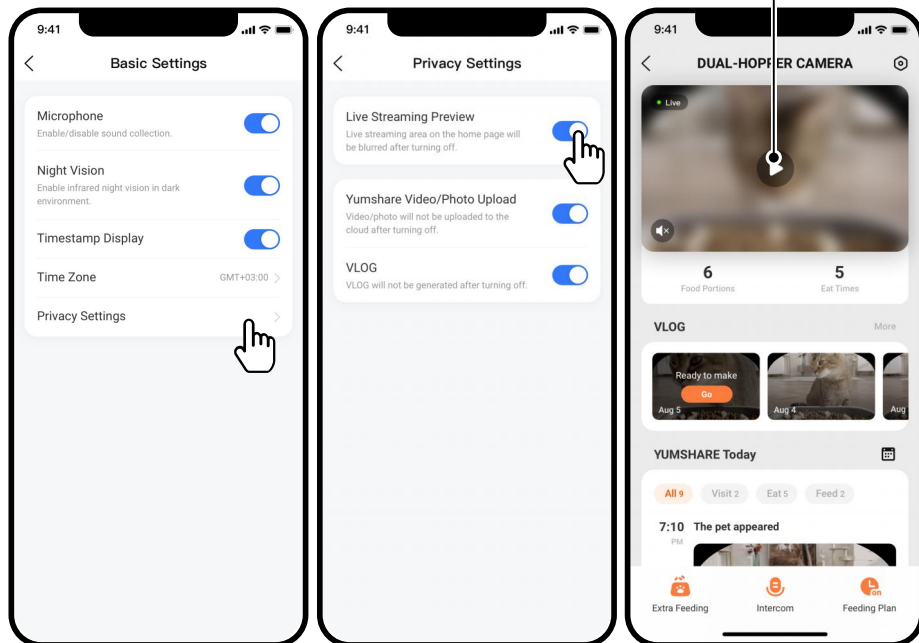 9:41
Basic Settings
Microphone
Enable/disable sound collection.
Night Vision
Enable infrared night vision in dark
environment.
Timestamp Display
Time Zone
GMT+03:00
Privacy Settings
9:41
Privacy Settings
Live Streaming Preview
Live streaming area on the home page will
be blurred after turning off.
Yumshare Video/Photo Upload
Video/photo will not be uploaded to the
cloud after turning off.
VLOG
VLOG will not be generated after turning off.
9:41
DUAL-HOPPER CAMERA
Live
6
5
Food Portions
Eat Times
VLOG
More
Ready to make
Go
Aug 5
Aug 4
Aug
YUMSHARE Today
All 9
Visit 2
Eat 5
Feed 2
7:10 The pet appeared
PM
on
Extra Feeding
Intercom
Feeding Plan